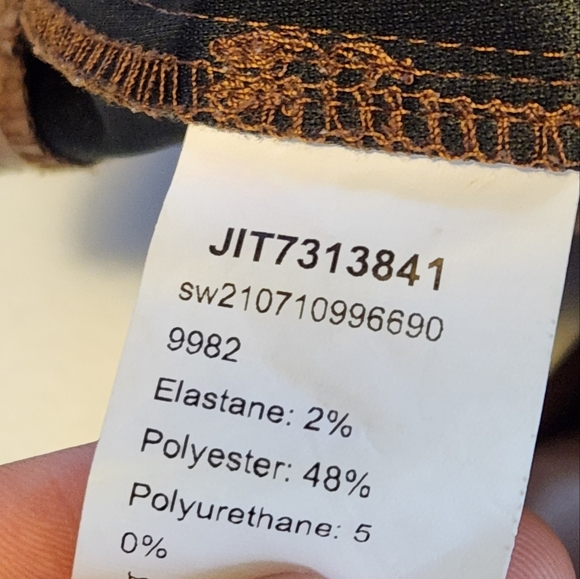 JIT7313841
sw210710996690
9982
Elastane: 2%
Polyester: 48%
Polyurethane: 5
0%